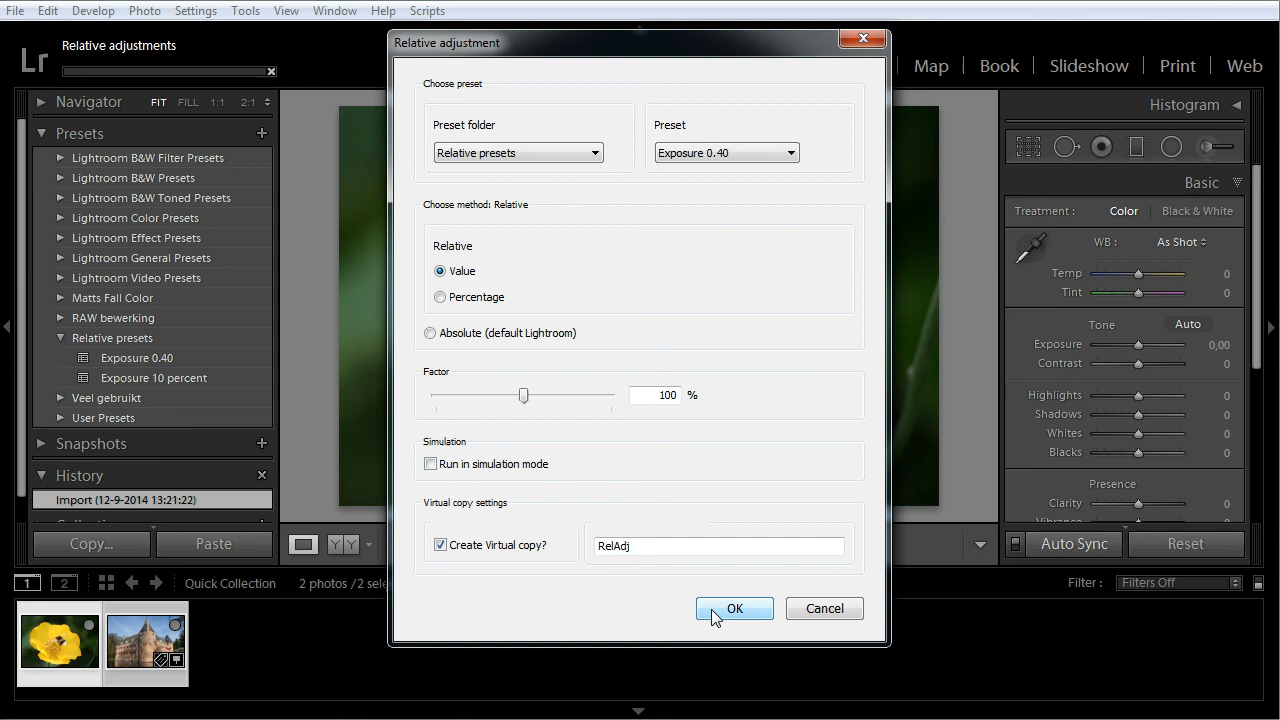 File Edit Develop Photo Settings Tools View Window Help Scripts
Lr
Relative adjustments
Map | Book | Slideshow | Print | Web
Navigator FIT FILL 1:1 2:1
Presets
Lightroom B&W Filter Presets
Lightroom B&W Presets
Lightroom B&W Toned Presets
Lightroom Color Presets
Lightroom Effect Presets
Lightroom General Presets
Lightroom Video Presets
Matts Fall Color
RAW bewerking
Relative presets
Exposure 0.40
Exposure 10 percent
Veel gebruikt
User Presets
Snapshots
History
Import (12-9-2014 13:21:22)
Copy... Paste
Relative adjustment
Choose preset
Preset folder
Relative presets
Preset
Exposure 0.40
Choose method: Relative
Relative
Value
Percentage
Absolute (default Lightroom)
Factor
100 %
Simulation
Run in simulation mode
Virtual copy settings
Create Virtual copy?
RelAdj
OK Cancel
Histogram
Basic
Treatment : Color | Black & White
WB : As Shot
Temp 0
Tint 0
Tone Auto
Exposure 0,00
Contrast 0
Highlights 0
Shadows 0
Whites 0
Blacks 0
Presence
Clarity 0
Vibrance 0
YY
Auto Sync Reset
1 2 Quick Collection 2 photos /2 sele
Filter : Filters Off